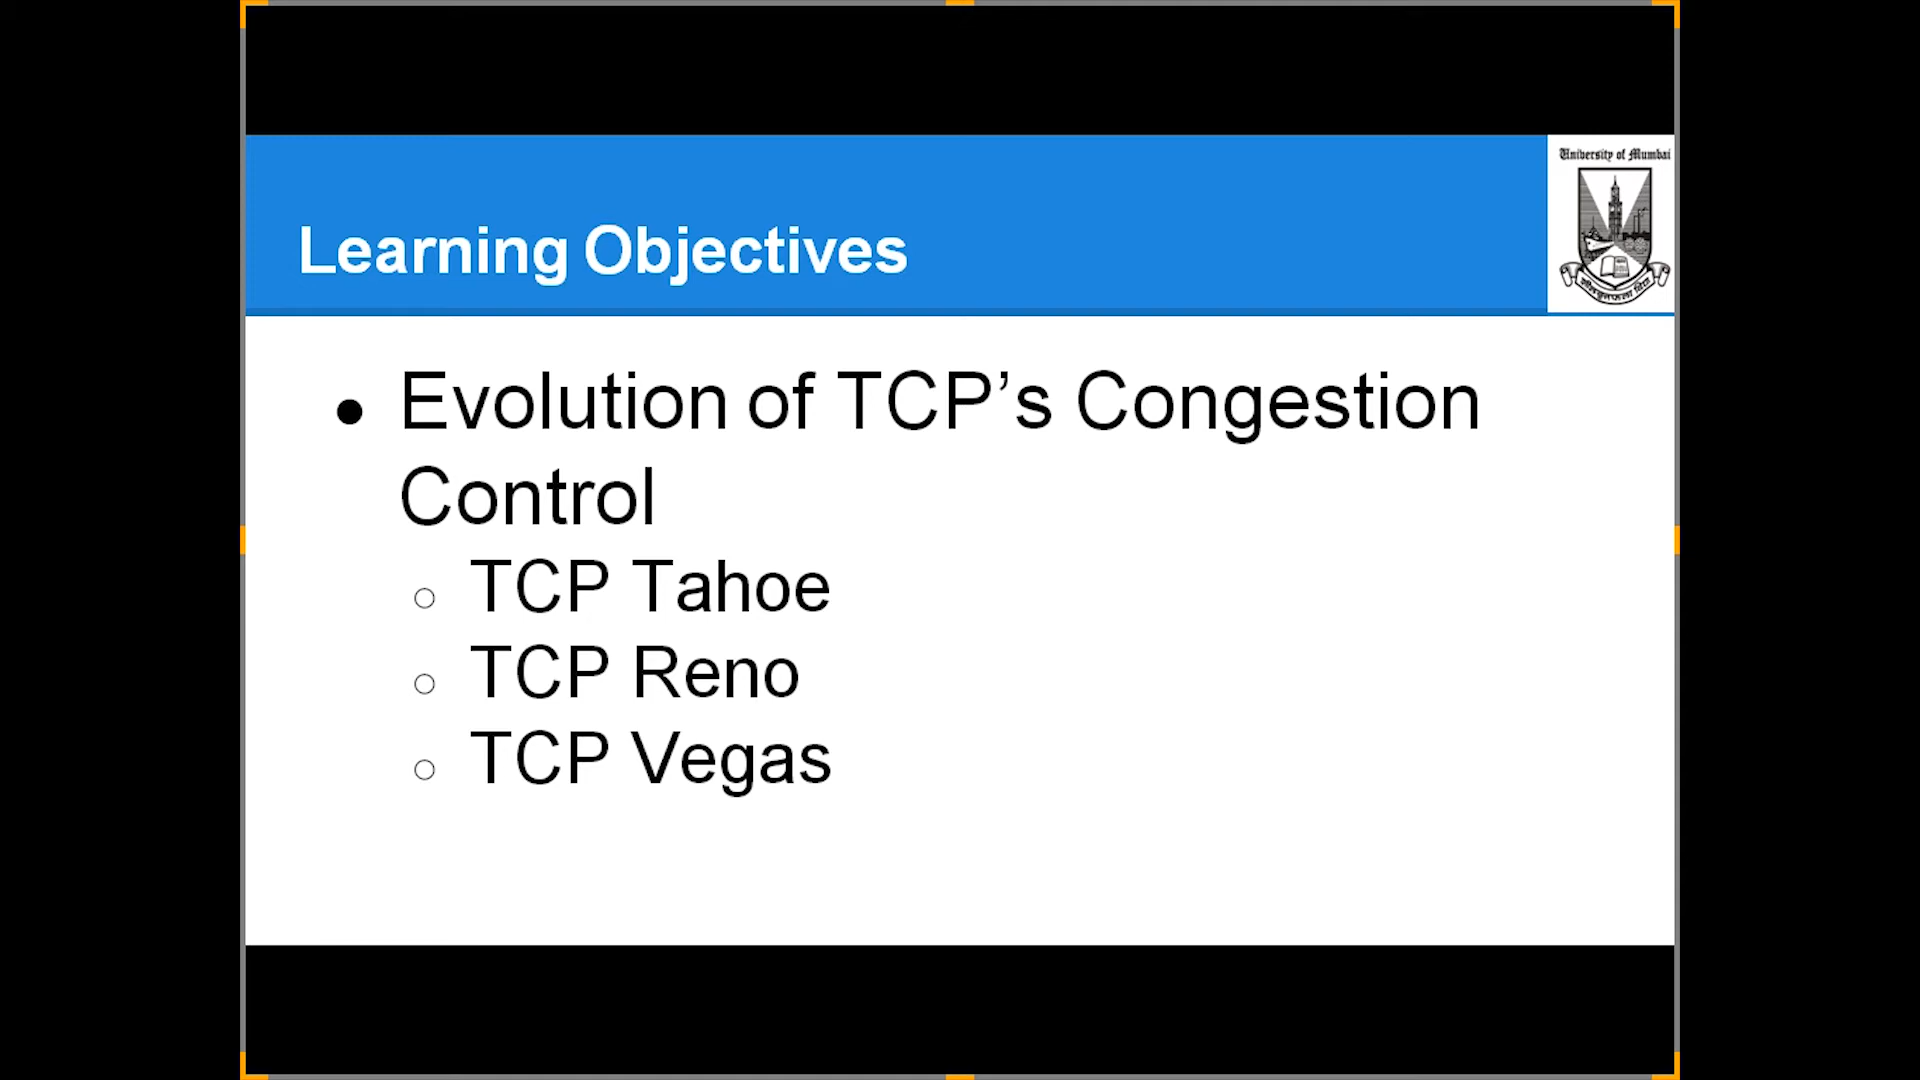 University of Mumbai
Learning Objectives
● Evolution of TCP’s Congestion
Control
○ TCP Tahoe
○ TCP Reno
○ TCP Vegas